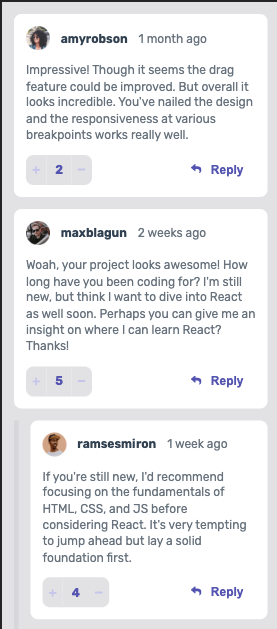 amyrobson 1 month ago
Impressive! Though it seems the drag
feature could be improved. But overall it
looks incredible. You've nailed the design
and the responsiveness at various
breakpoints works really well.
+ 2 − Reply
maxblagun 2 weeks ago
Woah, your project looks awesome! How
long have you been coding for? I'm still
new, but think I want to dive into React
as well soon. Perhaps you can give me an
insight on where I can learn React?
Thanks!
+ 5 − Reply
ramsesmiron 1 week ago
If you're still new, I'd recommend
focusing on the fundamentals of
HTML, CSS, and JS before
considering React. It's very tempting
to jump ahead but lay a solid
foundation first.
+ 4 − Reply